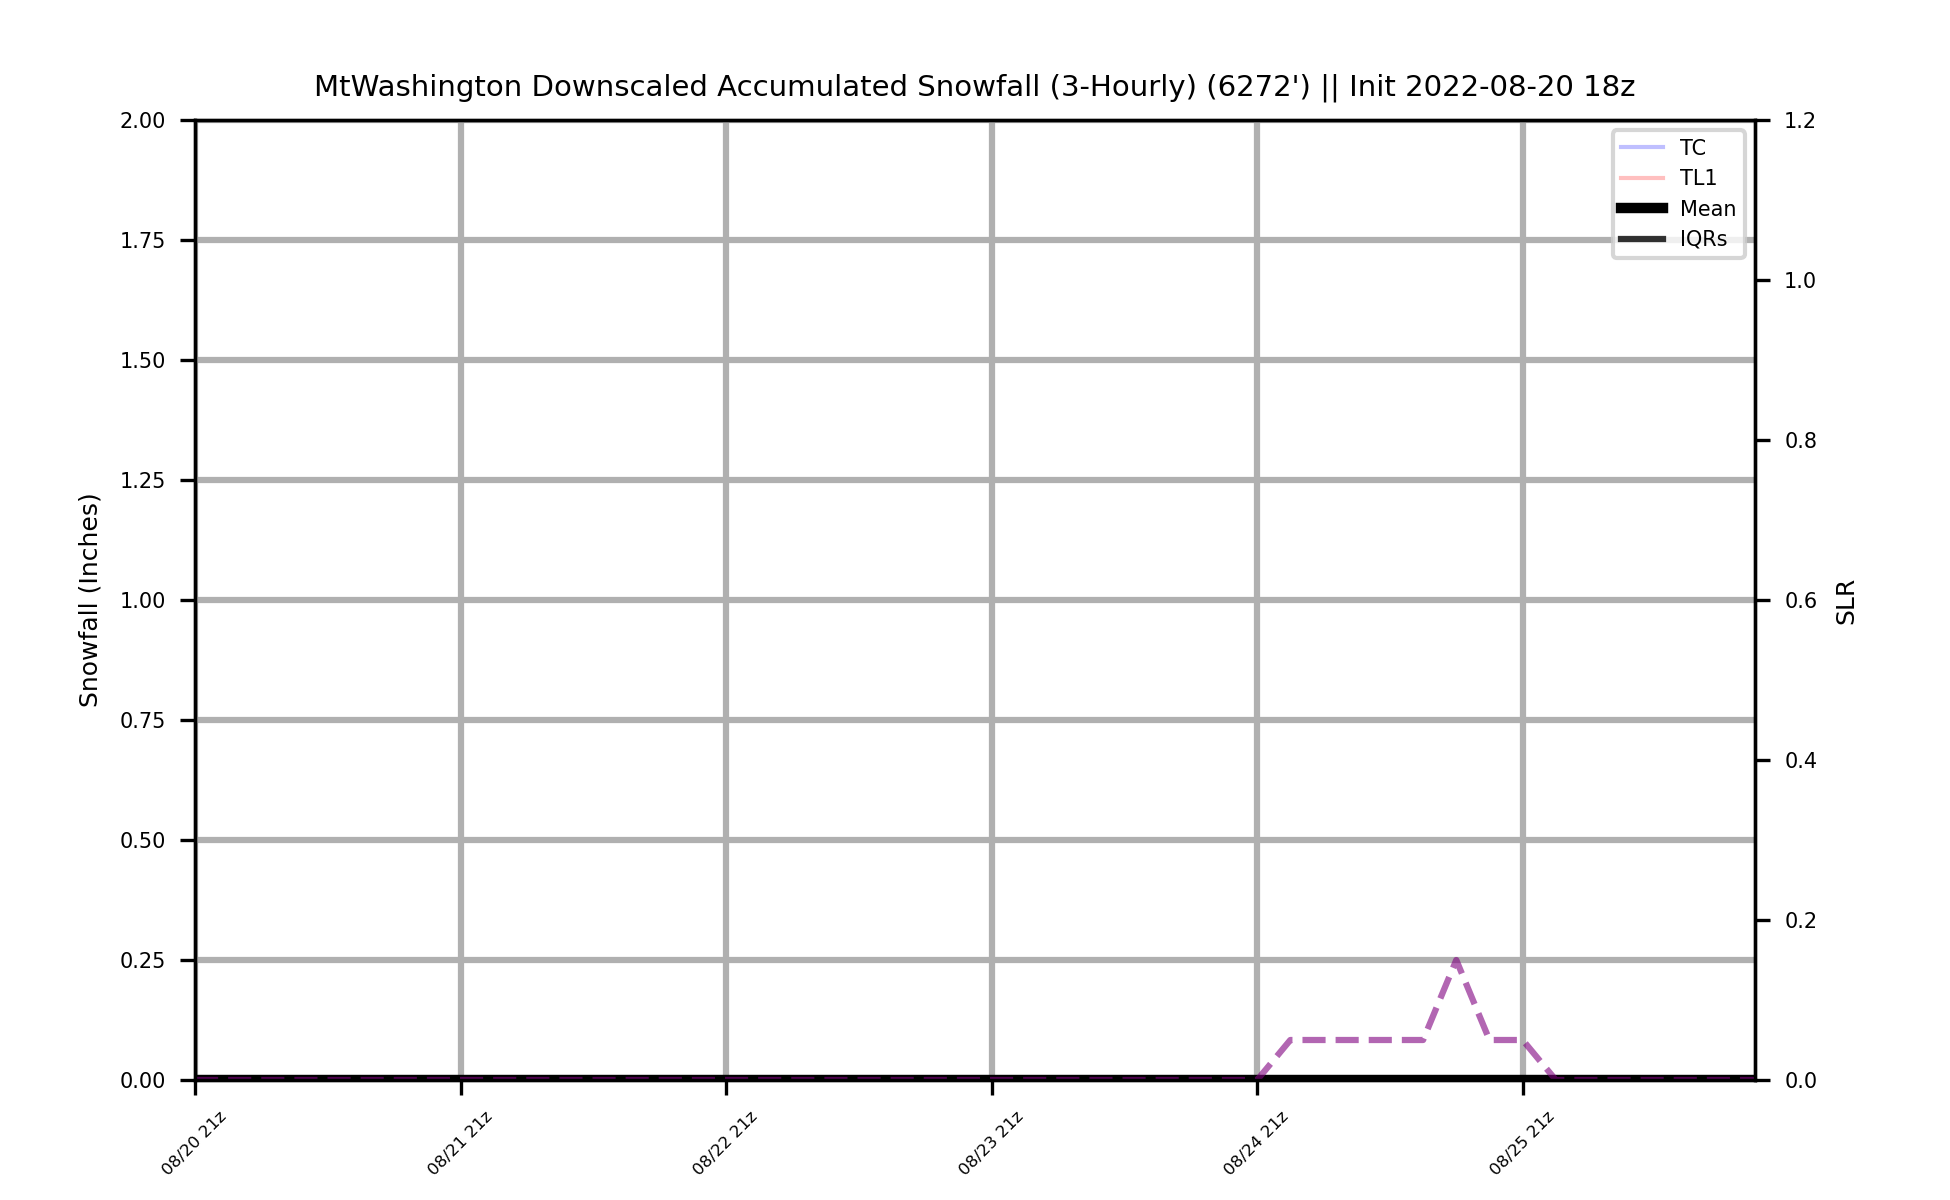 MtWashington Downscaled Accumulated Snowfall (3-Hourly) (6272') || Init 2022-08-20 18z
2.00
1.75
1.50
1.25
1.00
0.75
0.50
0.25
0.00
Snowfall (Inches)
TC
TL1
Mean
IQRs
1.2
1.0
0.8
0.6
0.4
0.2
0.0
SLR
08/20 21z
08/21 21z
08/22 21z
08/23 21z
08/24 21z
08/25 21z